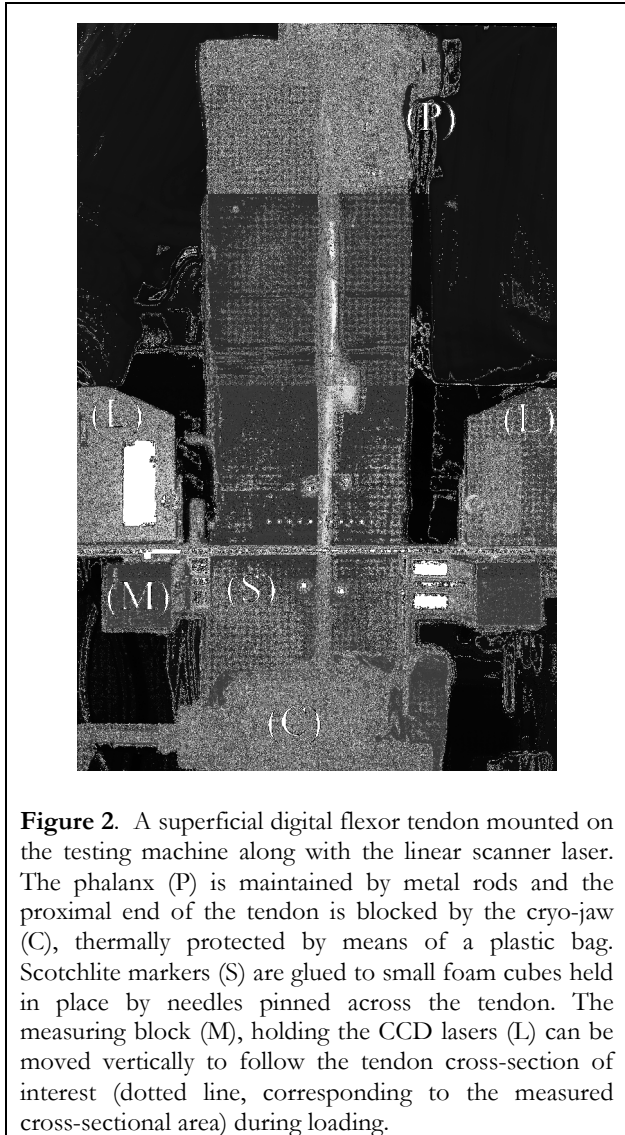 (P)
(L)
(L)
(M)
(S)
(C)
Figure 2. A superficial digital flexor tendon mounted on
the testing machine along with the linear scanner laser.
The phalanx (P) is maintained by metal rods and the
proximal end of the tendon is blocked by the cryo-jaw
(C), thermally protected by means of a plastic bag.
Scotchlite markers (S) are glued to small foam cubes held
in place by needles pinned across the tendon. The
measuring block (M), holding the CCD lasers (L) can be
moved vertically to follow the tendon cross-section of
interest (dotted line, corresponding to the measured
cross-sectional area) during loading.